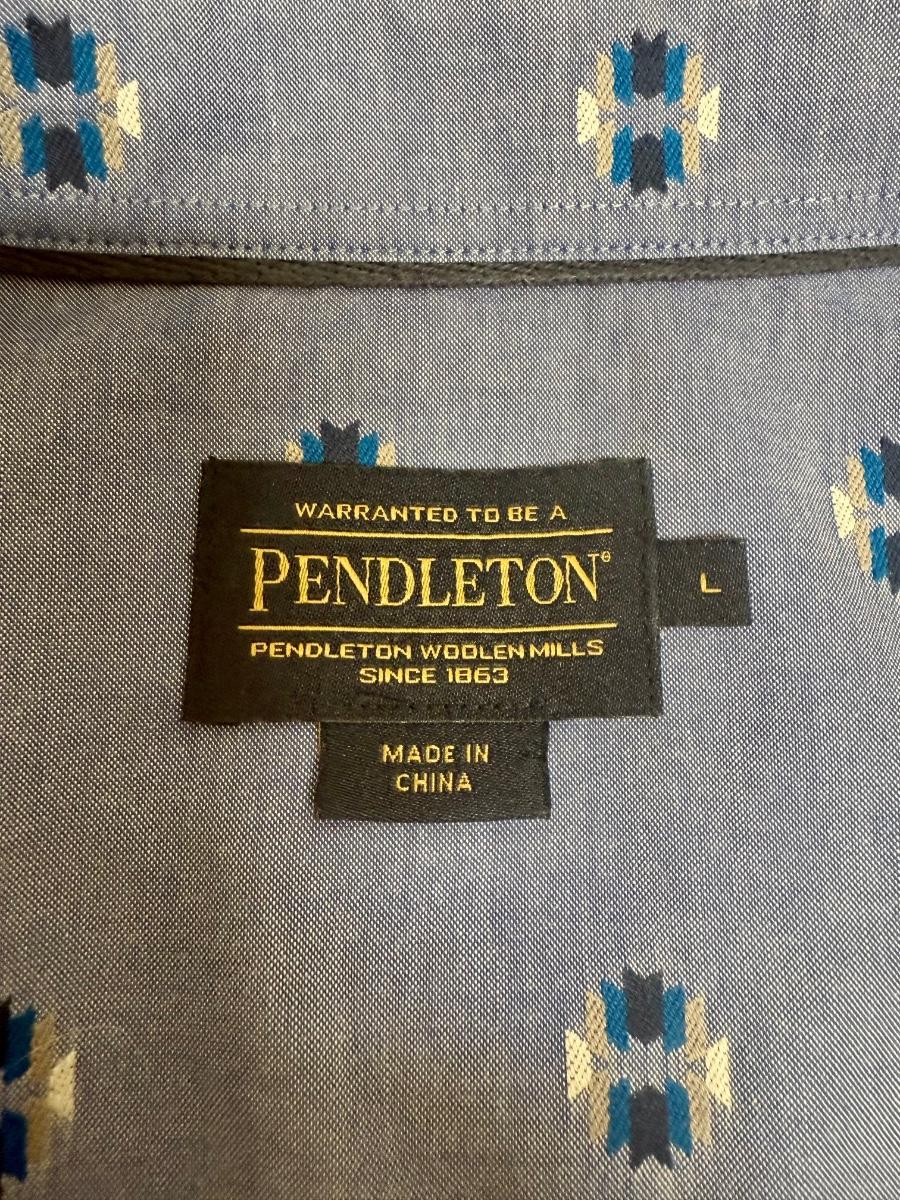 WARRANTED TO BE A
PENDLETON®
L
PENDLETON WOOLEN MILLS
SINCE 1863
MADE IN
CHINA